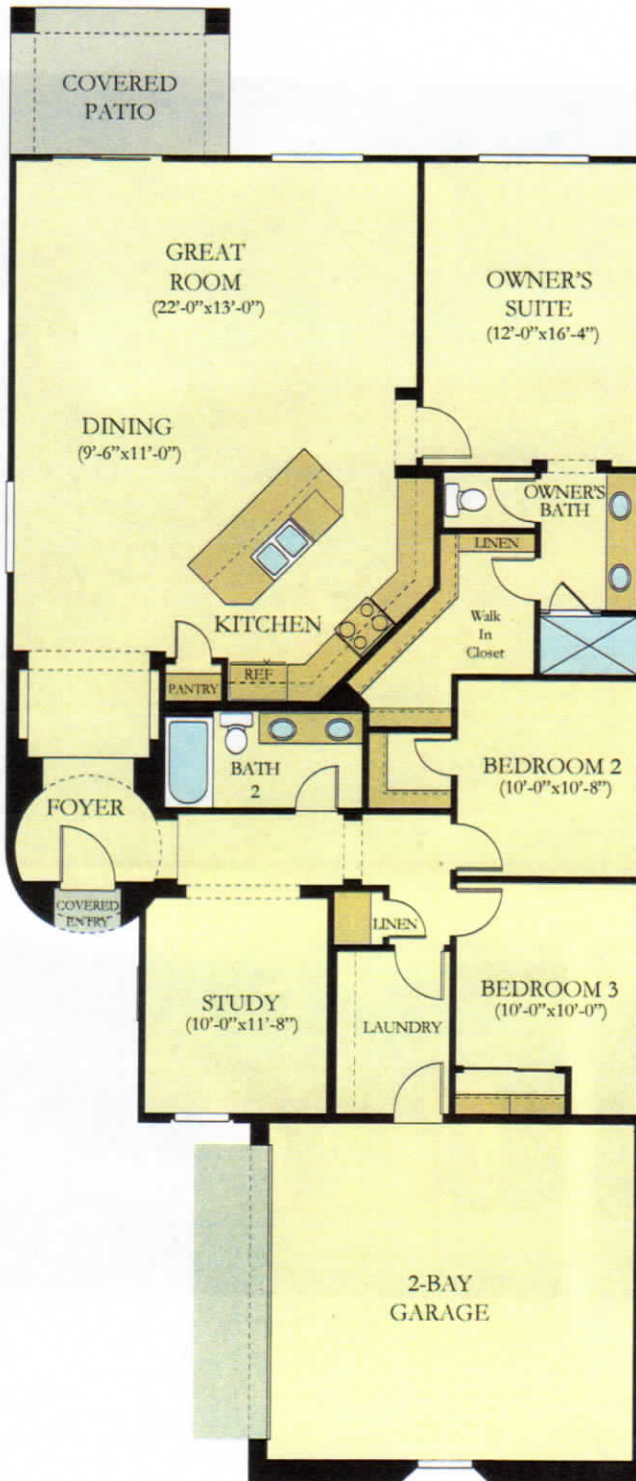 COVERED
PATIO
GREAT
ROOM
(22'-0"x13'-0")
OWNER'S
SUITE
(12'-0"x16'-4")
DINING
(9'-6"x11'-0")
OWNER'S
BATH
LINEN
KITCHEN
Walk
In
Closet
REF
PANTRY
BATH
2
BEDROOM 2
(10'-0"x10'-8")
FOYER
COVERED
ENTRY
LINEN
STUDY
(10'-0"x11'-8")
BEDROOM 3
(10'-0"x10'-0")
LAUNDRY
2-BAY
GARAGE